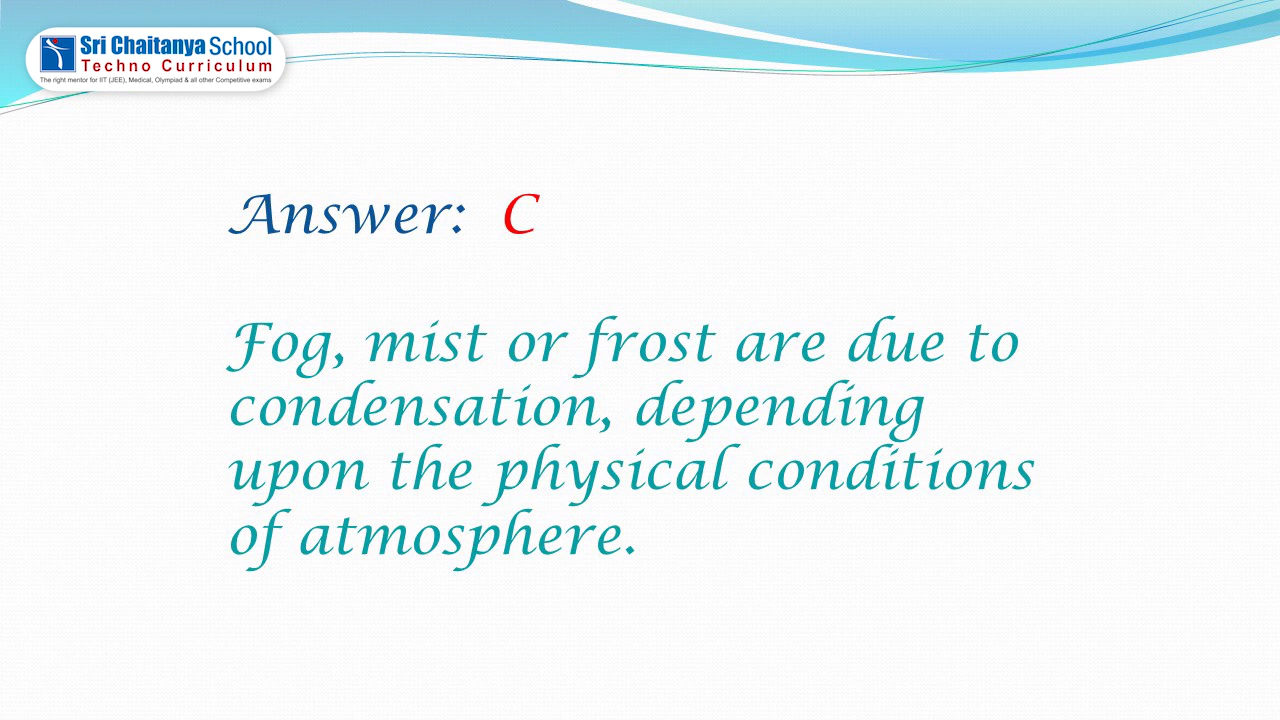 Sri Chaitanya School
Techno Curriculum
The right mentor for IIT (JEE), Medical, Olympiad & all other Competitive exams
Answer: C
Fog, mist or frost are due to
condensation, depending
upon the physical conditions
of atmosphere.